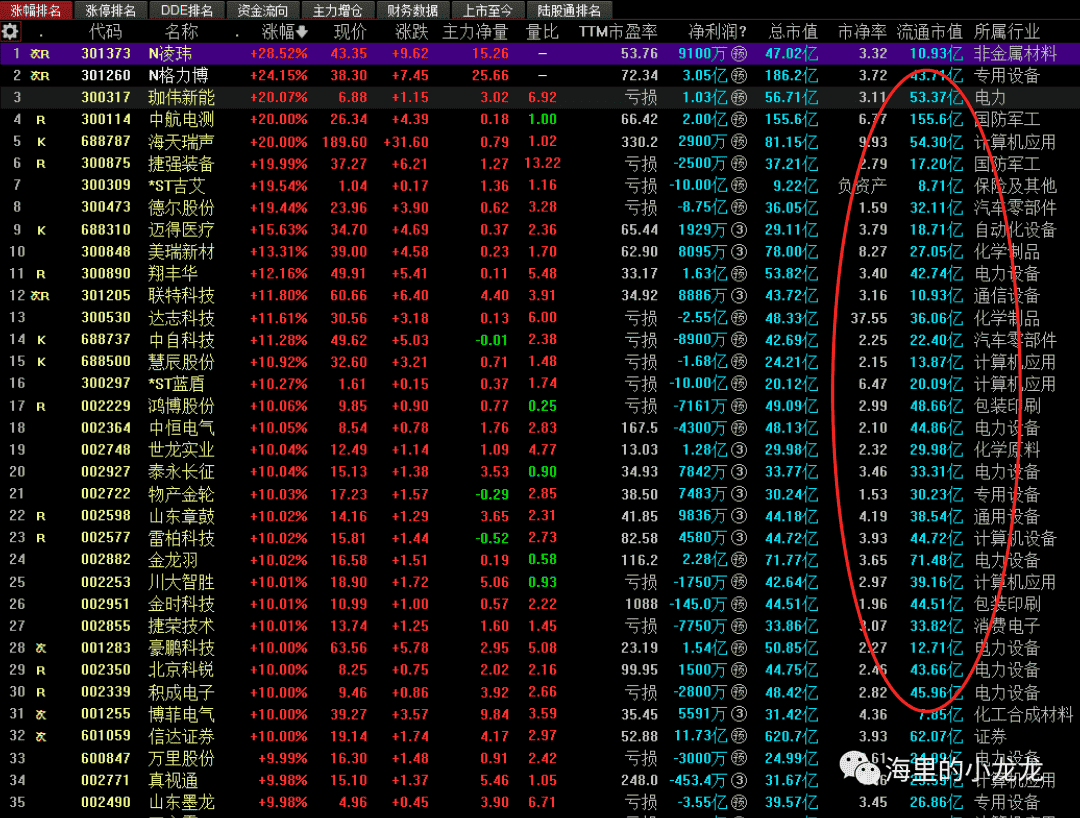 涨幅排名 涨停排名 DDE排名 资金流向 主力增仓 财务数据 上市至今 陆股通排名
代码 名称 涨幅 现价 涨跌 主力净量 量比 TTM市盈率 净利润? 总市值 市净率 流通市值 所属行业
1 R 301373 N凌玮 +28.52% 43.35 +9.62 15.26 — 53.76 9100万预 47.02亿 3.32 10.93亿 非金属材料
2 R 301260 N格力博 +24.15% 38.30 +7.45 25.66 — 72.34 3.05亿预 186.2亿 3.72 43.71亿 专用设备
3 300317 珈伟新能 +20.07% 6.88 +1.15 3.02 6.92 亏损 1.03亿预 56.71亿 3.11 53.37亿 电力
4 R 300114 中航电测 +20.00% 26.34 +4.39 0.18 1.00 66.42 2.00亿预 155.6亿 155.6亿 国防军工
5 K 688787 海天瑞声 +20.00% 189.60 +31.60 0.79 1.02 330.2 2900万预 81.15亿 9.93 54.30亿 计算机应用
6 R 300875 捷强装备 +19.99% 37.27 +6.21 1.27 13.22 亏损 -2500万预 37.21亿 2.79 17.20亿 国防军工
7 300309 *ST吉艾 +19.54% 1.04 +0.17 1.36 1.16 亏损 -10.00亿预 9.22亿 负资产 8.71亿 保险及其他
8 300473 德尔股份 +19.44% 23.96 +3.90 0.62 3.28 亏损 -8.75亿预 36.05亿 1.59 32.11亿 汽车零部件
9 K 688310 迈得医疗 +15.63% 34.70 +4.69 0.37 2.36 65.44 1929万③ 29.11亿 3.79 18.71亿 自动化设备
10 300848 美瑞新材 +13.31% 39.00 +4.58 0.23 1.70 62.90 8095万③ 78.00亿 8.27 27.05亿 化学制品
11 R 300890 翔丰华 +12.16% 49.91 +5.41 0.11 5.48 33.17 1.63亿预 53.82亿 3.40 42.74亿 电力设备
12 R 301205 联特科技 +11.80% 60.66 +6.40 4.40 3.91 34.92 8886万③ 43.72亿 3.16 10.93亿 通信设备
13 300530 达志科技 +11.61% 30.56 +3.18 0.13 6.00 亏损 -2.55亿预 48.33亿 37.55 36.06亿 化学制品
14 K 688737 中自科技 +11.28% 49.62 +5.03 -0.01 2.38 亏损 -8900万预 42.69亿 2.25 22.40亿 汽车零部件
15 K 688500 慧辰股份 +10.92% 32.60 +3.21 0.71 1.48 亏损 -1.68亿预 24.21亿 2.15 13.87亿 计算机应用
16 300297 *ST蓝盾 +10.27% 1.61 +0.15 0.37 1.74 亏损 -10.00亿预 20.12亿 6.47 20.09亿 计算机应用
17 R 002229 鸿博股份 +10.06% 9.85 +0.90 0.77 0.25 亏损 -7161万预 49.09亿 2.99 48.66亿 包装印刷
18 002364 中恒电气 +10.05% 8.54 +0.78 1.76 2.83 167.5 -4300万预 48.13亿 2.10 44.86亿 电力设备
19 002748 世龙实业 +10.04% 12.49 +1.14 1.09 4.77 13.03 1.28亿预 29.98亿 2.32 29.98亿 化学原料
20 002927 泰永长征 +10.04% 15.13 +1.38 3.53 0.90 34.93 7842万③ 33.77亿 3.46 33.31亿 电力设备
21 002722 物产金轮 +10.03% 17.23 +1.57 -0.29 2.85 38.50 7483万③ 30.24亿 1.53 30.23亿 专用设备
22 R 002598 山东章鼓 +10.02% 14.16 +1.29 3.65 2.31 41.85 9836万③ 44.18亿 4.19 38.54亿 通用设备
23 R 002577 雷柏科技 +10.02% 15.81 +1.44 -0.52 2.73 82.58 4580万③ 44.72亿 3.93 44.72亿 计算机设备
24 002882 金龙羽 +10.02% 16.58 +1.51 0.19 0.58 116.2 2.28亿预 71.77亿 3.65 71.48亿 电力设备
25 002253 川大智胜 +10.01% 18.90 +1.72 5.06 0.93 亏损 -1750万预 42.64亿 2.97 39.16亿 计算机应用
26 002951 金时科技 +10.01% 10.99 +1.00 0.57 2.22 1088 -145.0万预 44.51亿 1.96 44.51亿 包装印刷
27 002855 捷荣技术 +10.01% 13.74 +1.25 1.60 1.45 亏损 -7750万预 33.86亿 3.07 33.82亿 消费电子
28 001283 豪鹏科技 +10.00% 63.56 +5.78 2.95 5.08 23.19 1.54亿预 50.85亿 2.27 12.71亿 电力设备
29 R 002350 北京科锐 +10.00% 8.25 +0.75 2.02 2.16 99.95 1500万预 44.75亿 2.46 43.66亿 电力设备
30 R 002339 积成电子 +10.00% 9.46 +0.86 3.92 2.66 亏损 -2800万预 48.42亿 2.82 45.96亿 电力设备
31 001255 博菲电气 +10.00% 39.27 +3.57 9.84 3.59 35.45 5591万③ 31.42亿 4.36 7.85亿 化工合成材料
32 601059 信达证券 +10.00% 19.14 +1.74 4.17 2.97 52.88 11.73亿预 620.7亿 3.93 62.07亿 证券
33 600847 万里股份 +9.99% 16.30 +1.48 0.91 2.42 亏损 -3000万预 24.99亿 电力设备
34 002771 真视通 +9.98% 15.10 +1.37 5.46 1.05 248.0 -453.4万③ 31.67亿 计算机应用
35 002490 山东墨龙 +9.98% 4.96 +0.45 3.90 6.71 亏损 -3.55亿预 39.57亿 3.45 26.86亿 专用设备
海里的小龙龙